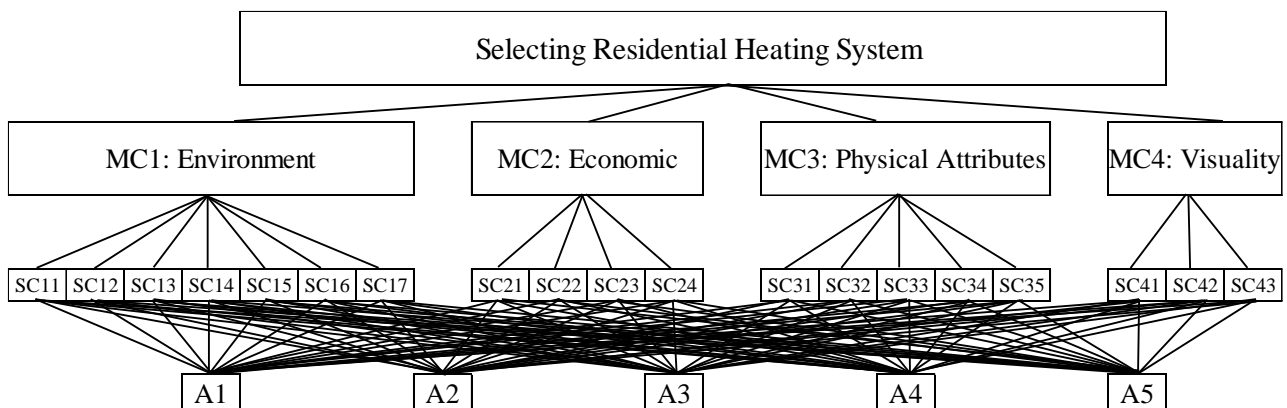 Selecting Residential Heating System
MC1: Environment
MC2: Economic
MC3: Physical Attributes
MC4: Visuality
SC11 SC12 SC13 SC14 SC15 SC16 SC17
SC21 SC22 SC23 SC24
SC31 SC32 SC33 SC34 SC35
SC41 SC42 SC43
A1
A2
A3
A4
A5